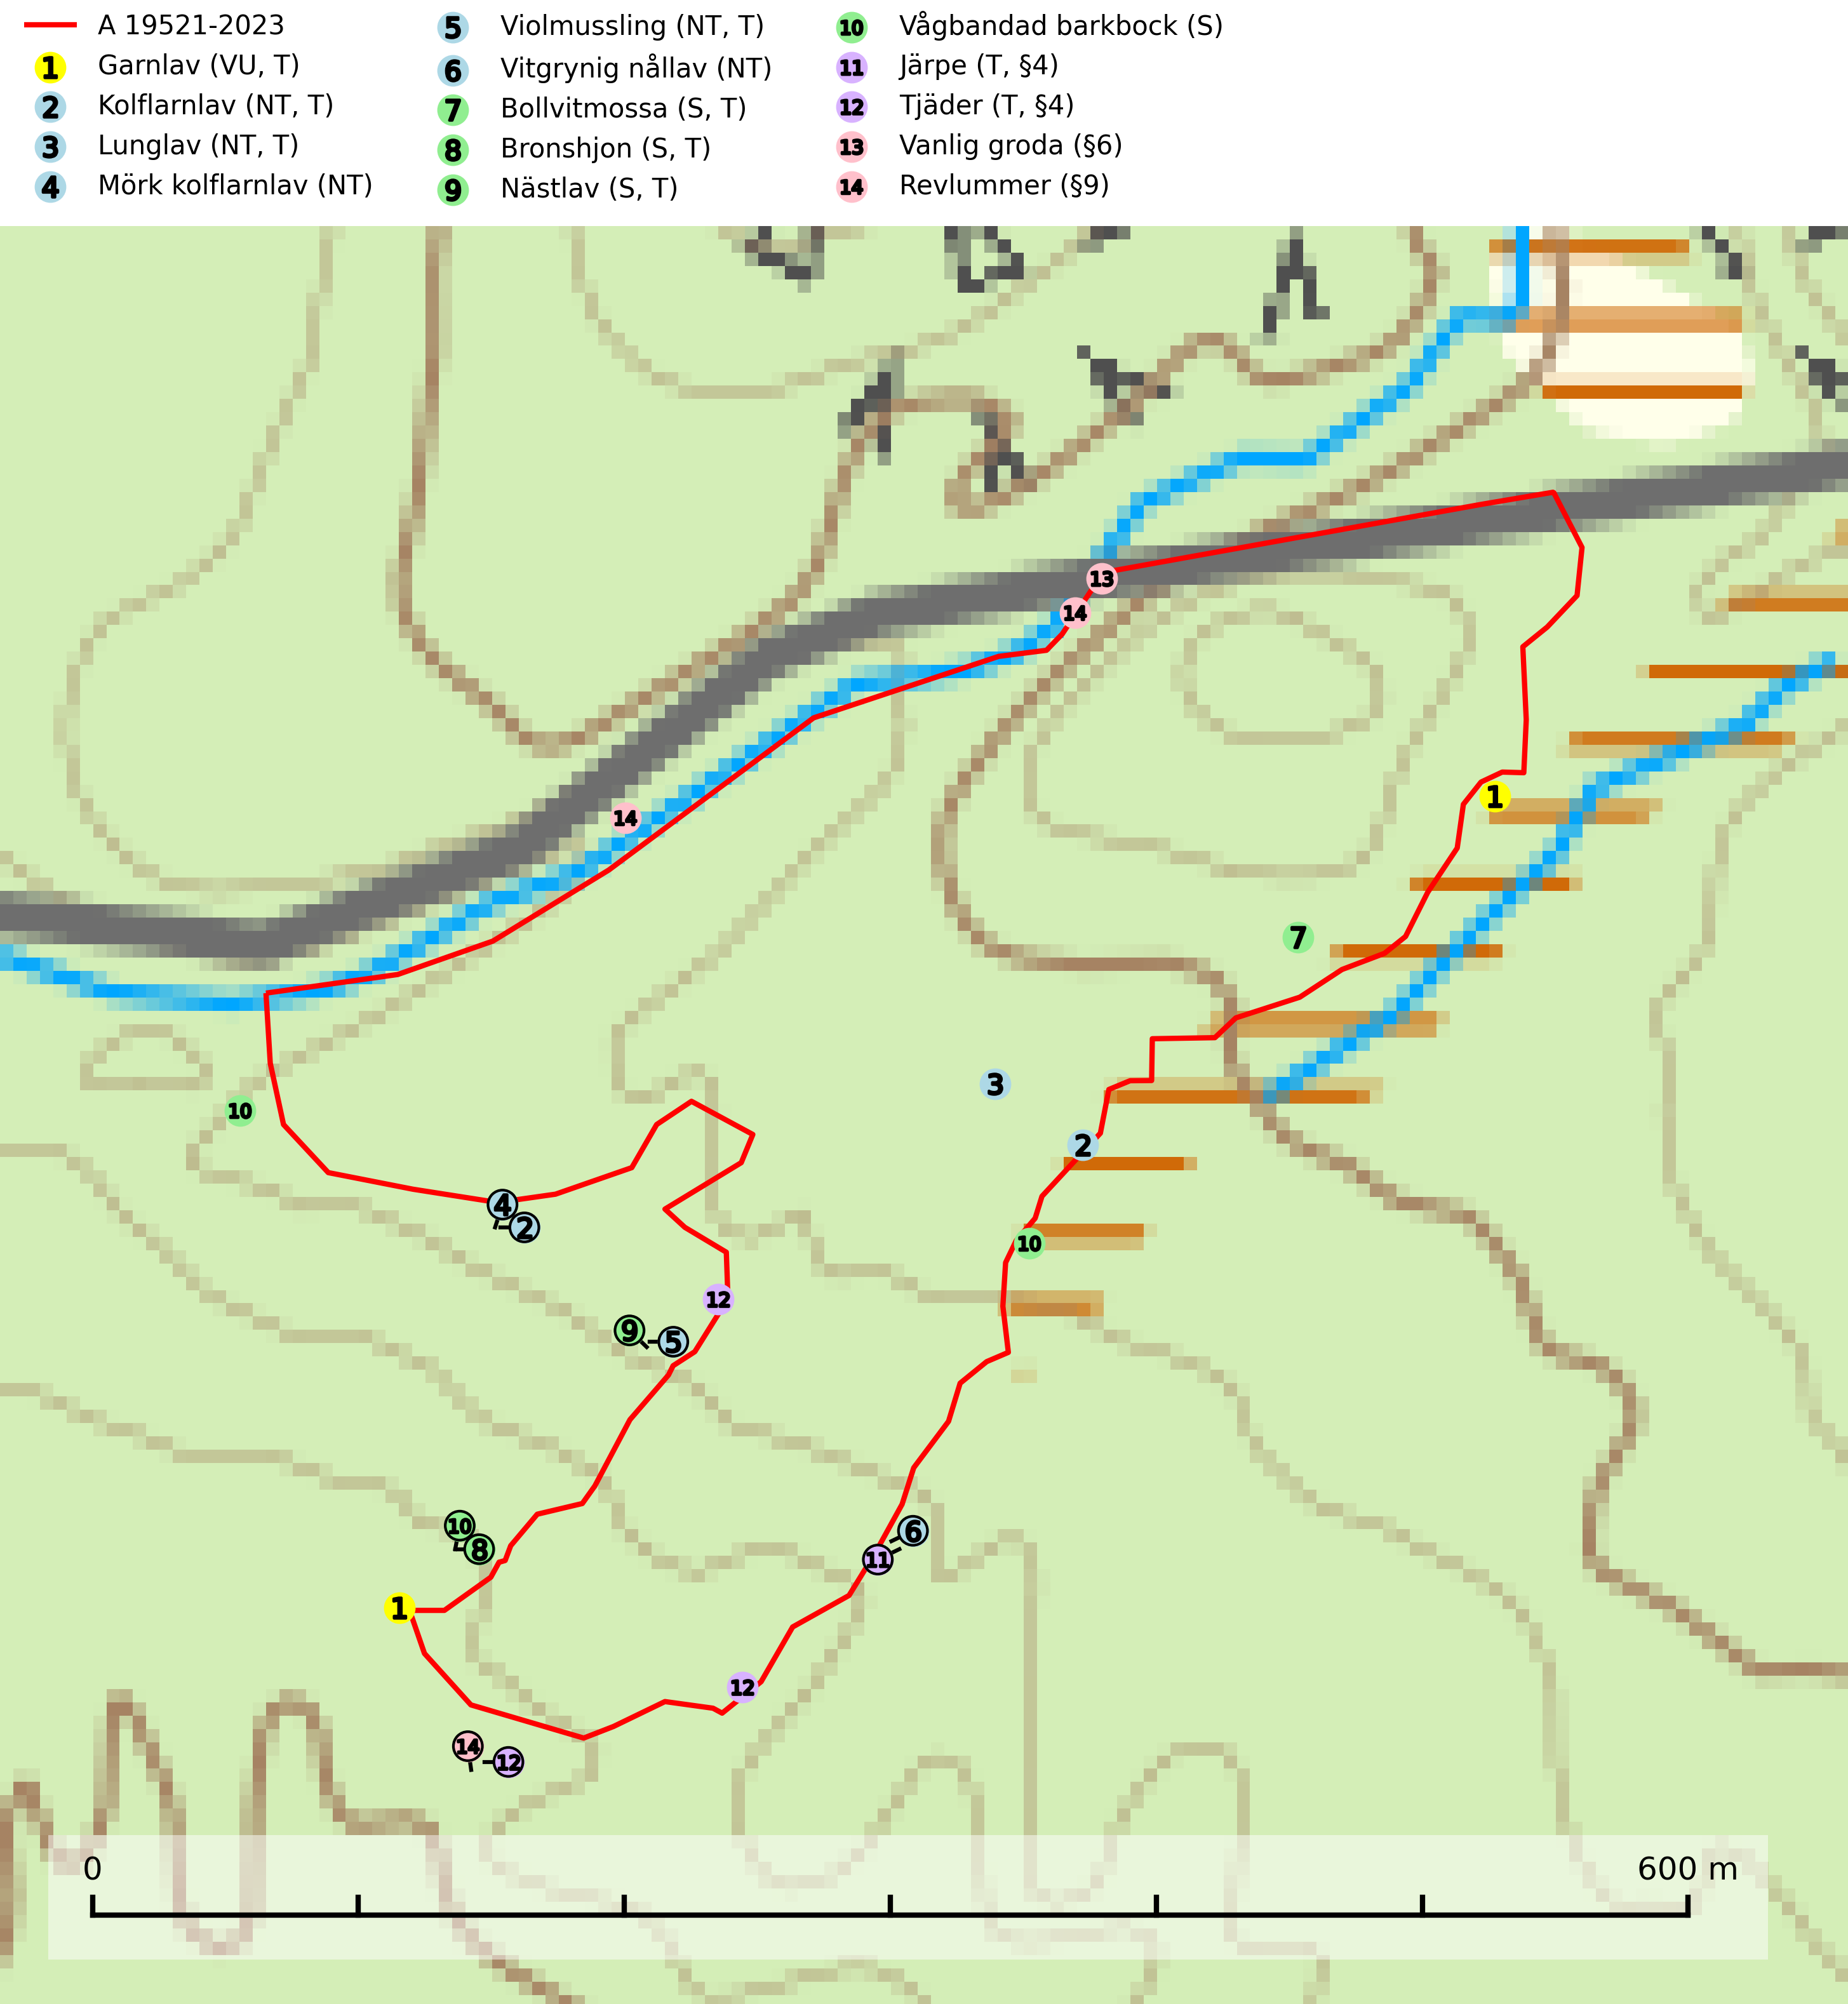 A 19521-2023
1 Garnlav (VU, T)
2 Kolflarnlav (NT, T)
3 Lunglav (NT, T)
4 Mörk kolflarnlav (NT)
5 Violmussling (NT, T)
6 Vitgrynig nållav (NT)
7 Bollvitmossa (S, T)
8 Bronshjon (S, T)
9 Nästlav (S, T)
10 Vågbandad barkbock (S)
11 Järpe (T, §4)
12 Tjäder (T, §4)
13 Vanlig groda (§6)
14 Revlummer (§9)
13
14
1
14
7
3
10
2
4
2
10
12
9
5
10
8
6
11
1
12
14
12
0
600 m